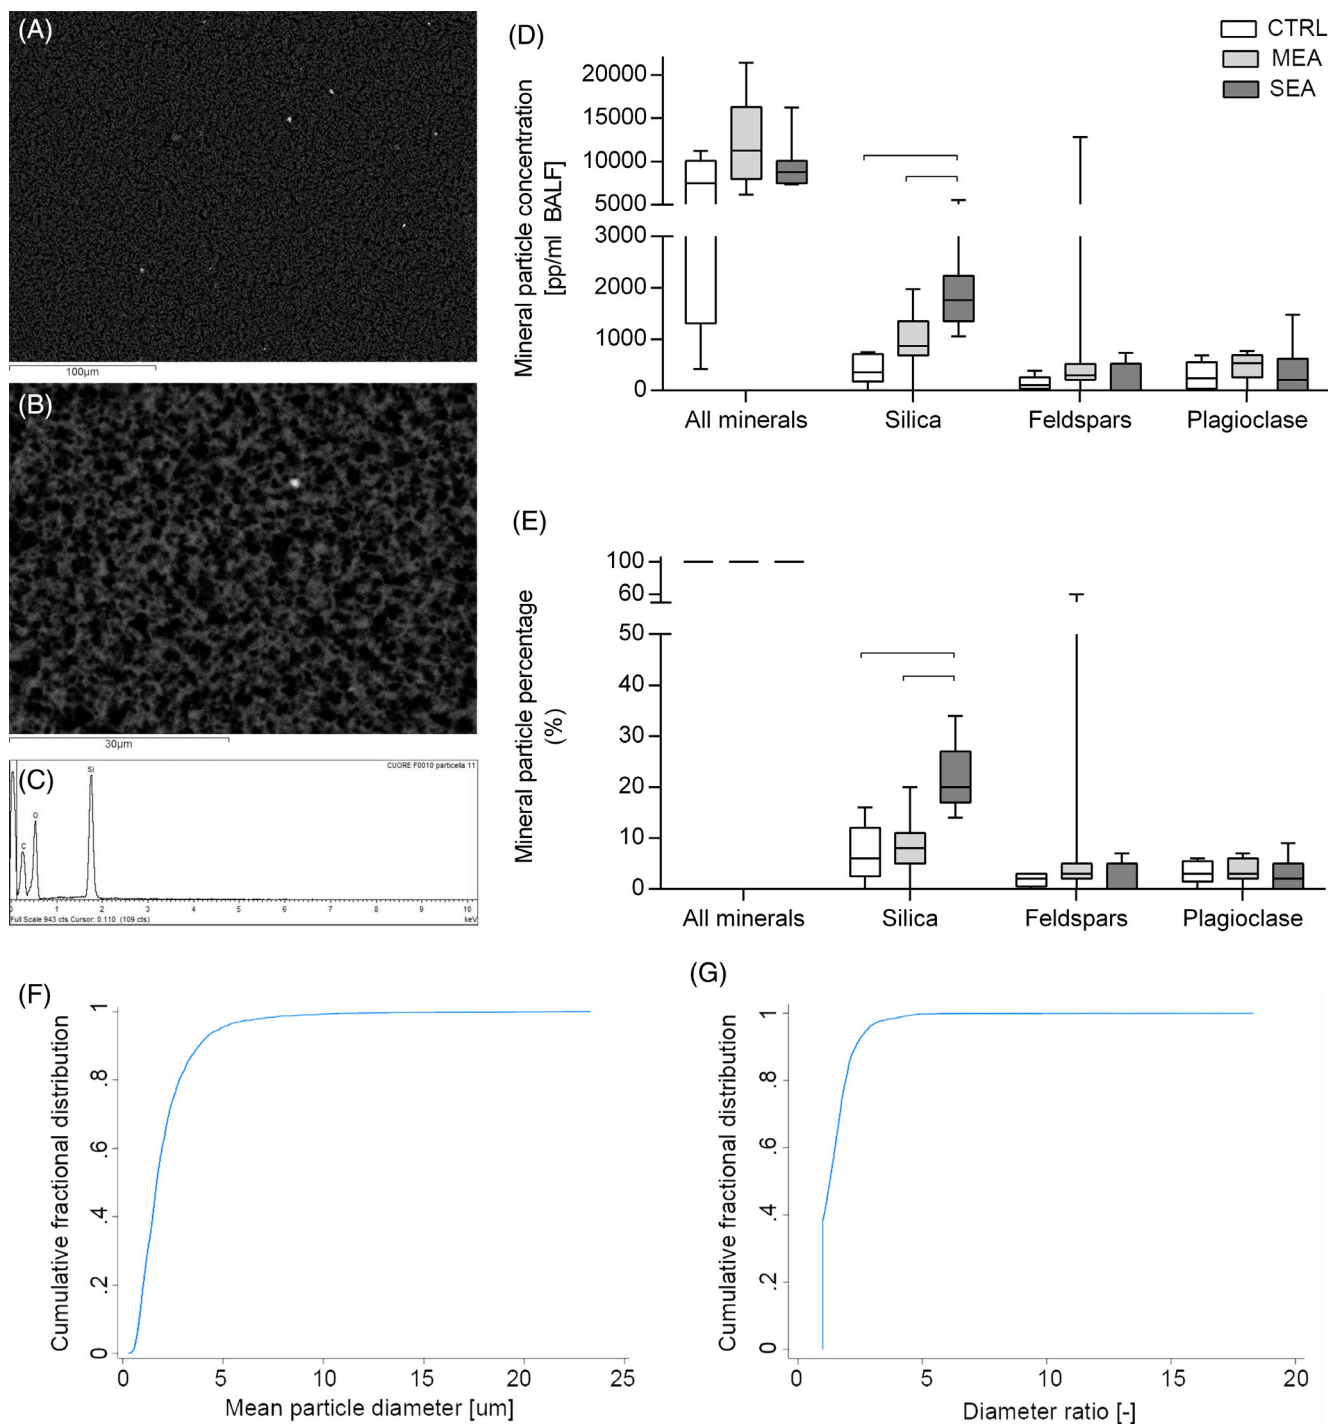 (A)
100µm
(B)
30µm
(C)
CUORE F0010 particella 11
Si
O
C
0 1 2 3 4 5 6 7 8 9 10
Full Scale 943 cts Cursor: 0.110 (109 cts)
keV
(D)
CTRL
MEA
SEA
Mineral particle concentration
[pp/ml BALF]
20000
15000
10000
5000
3000
2000
1000
0
All minerals Silica Feldspars Plagioclase
(E)
Mineral particle percentage
(%)
100
60
50
40
30
20
10
0
All minerals Silica Feldspars Plagioclase
(F)
Cumulative fractional distribution
1
.8
.6
.4
.2
0
0 5 10 15 20 25
Mean particle diameter [um]
(G)
Cumulative fractional distribution
1
.8
.6
.4
.2
0
0 5 10 15 20
Diameter ratio [-]